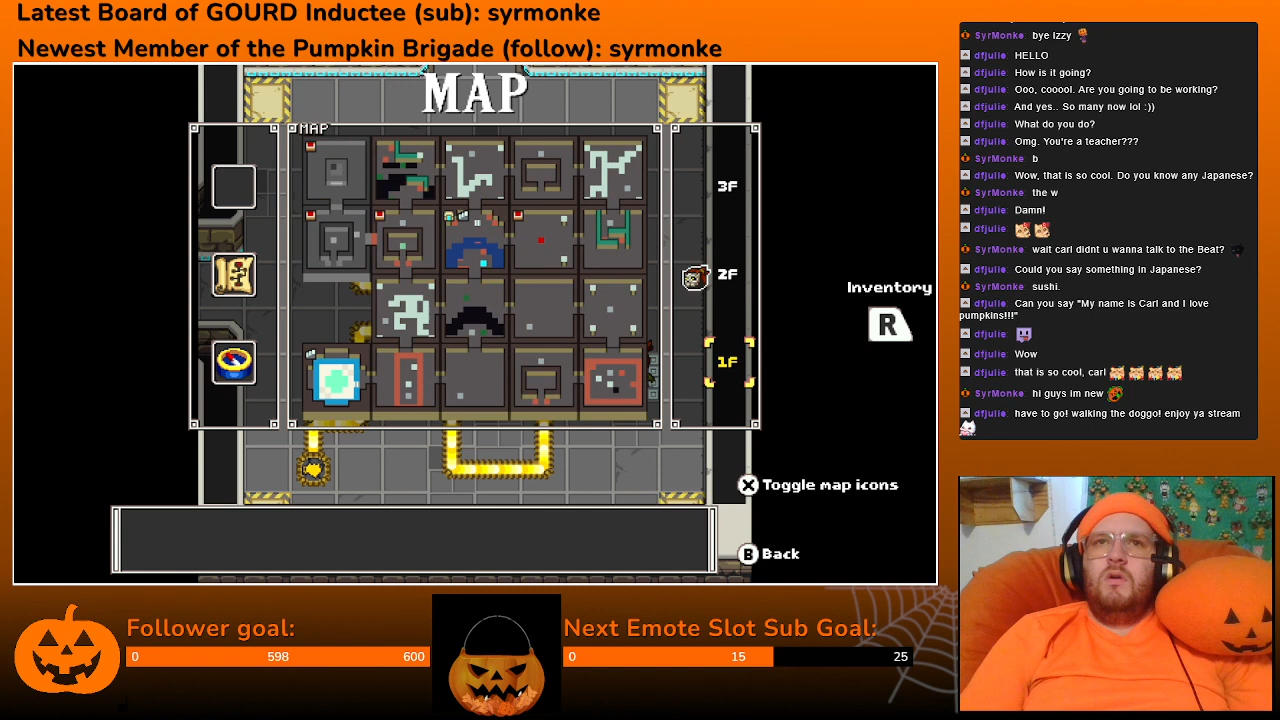 Latest Board of GOURD Inductee (sub): syrmonke
Newest Member of the Pumpkin Brigade (follow): syrmonke
MAP
MAP
3F
2F
1F
Inventory
R
X Toggle map icons
B Back
SyrMonke bye Izzy
dfjulie HELLO
dfjulie How is it going?
dfjulie Ooo, cooool. Are you going to be working?
dfjulie And yes.. So many now lol :))
dfjulie What do you do?
dfjulie Omg. You're a teacher???
SyrMonke b
dfjulie Wow, that is so cool. Do you know any Japanese?
SyrMonke the w
dfjulie Damn!
dfjulie
SyrMonke wait carl didnt u wanna talk to the Beat?
dfjulie Could you say something in Japanese?
SyrMonke sushi.
dfjulie Can you say "My name is Carl and I love
pumpkins!!!"
dfjulie
dfjulie Wow
dfjulie that is so cool, carl
SyrMonke hi guys im new
dfjulie have to go! walking the doggo! enjoy ya stream
Follower goal:
0 598 600
Next Emote Slot Sub Goal:
0 15 25